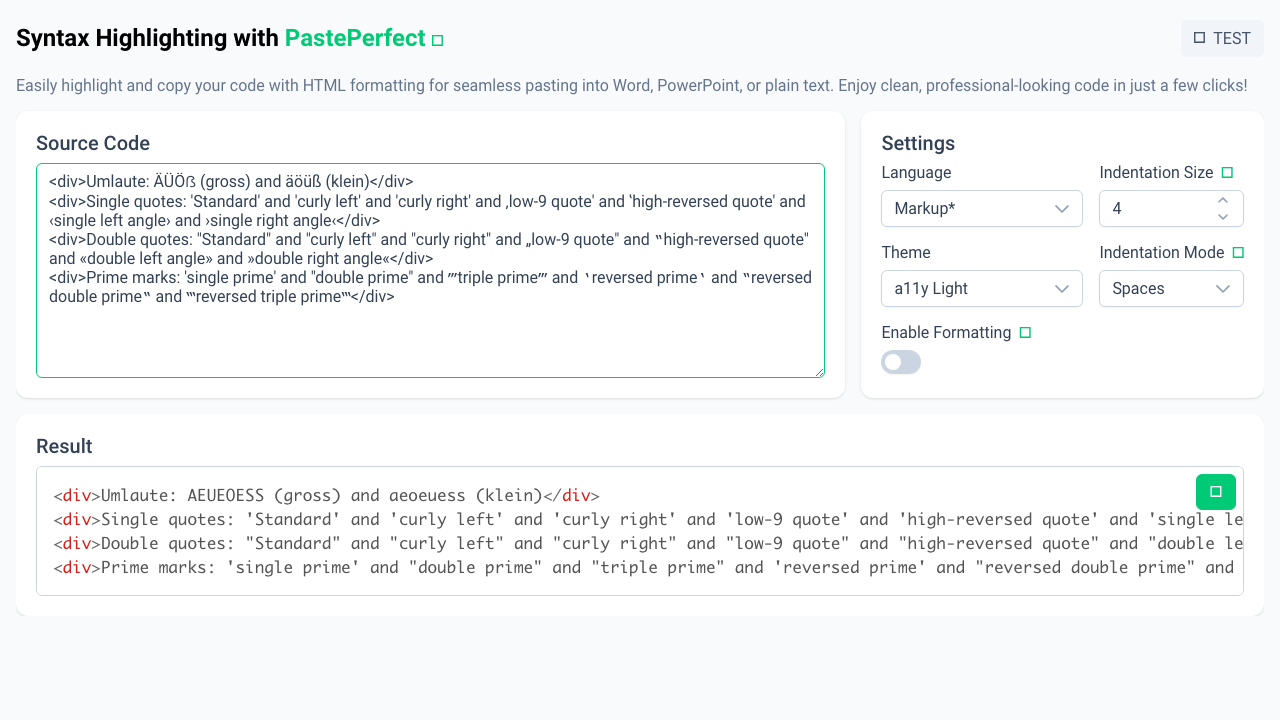 Syntax Highlighting with PastePerfect
TEST
Easily highlight and copy your code with HTML formatting for seamless pasting into Word, PowerPoint, or plain text. Enjoy clean, professional-looking code in just a few clicks!
Source Code
<div>Umlaute: ÄÜÖẞ (gross) and äöüß (klein)</div>
<div>Single quotes: 'Standard' and 'curly left' and 'curly right' and ‚low-9 quote' and 'high-reversed quote' and
‹single left angle› and ›single right angle‹</div>
<div>Double quotes: "Standard" and "curly left" and "curly right" and „low-9 quote" and ‟high-reversed quote"
and «double left angle» and »double right angle«</div>
<div>Prime marks: 'single prime' and "double prime" and ‴triple prime‴ and ‵reversed prime‵ and ‶reversed
double prime‶ and ‷reversed triple prime‷</div>
Settings
Language
Indentation Size
Markup*
4
Theme
Indentation Mode
a11y Light
Spaces
Enable Formatting
Result
<div>Umlaute: AEUEOESS (gross) and aeoeuess (klein)</div>
<div>Single quotes: 'Standard' and 'curly left' and 'curly right' and 'low-9 quote' and 'high-reversed quote' and 'single le
<div>Double quotes: "Standard" and "curly left" and "curly right" and "low-9 quote" and "high-reversed quote" and "double le
<div>Prime marks: 'single prime' and "double prime" and "triple prime" and 'reversed prime' and "reversed double prime" and